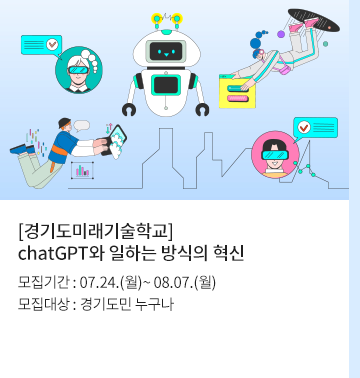 [경기도미래기술학교]
chatGPT와 일하는 방식의 혁신
모집기간 : 07.24.(월)~ 08.07.(월)
모집대상 : 경기도민 누구나